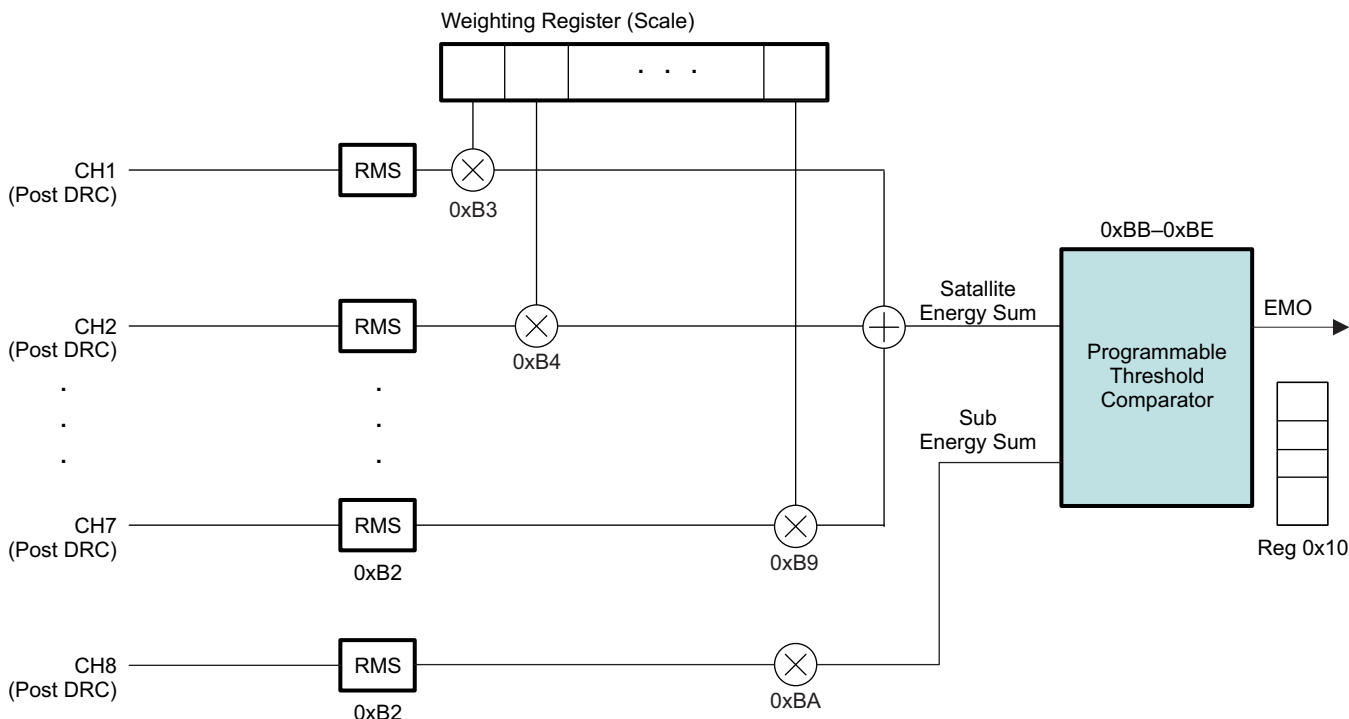 Weighting Register (Scale)
. . .
CH1
(Post DRC)
RMS
0xB3
CH2
(Post DRC)
RMS
0xB4
.
.
.
.
.
.
CH7
(Post DRC)
RMS
0xB2
0xB9
CH8
(Post DRC)
RMS
0xB2
0xBA
Satallite
Energy Sum
Sub
Energy Sum
0xBB–0xBE
Programmable
Threshold
Comparator
EMO
Reg 0x10